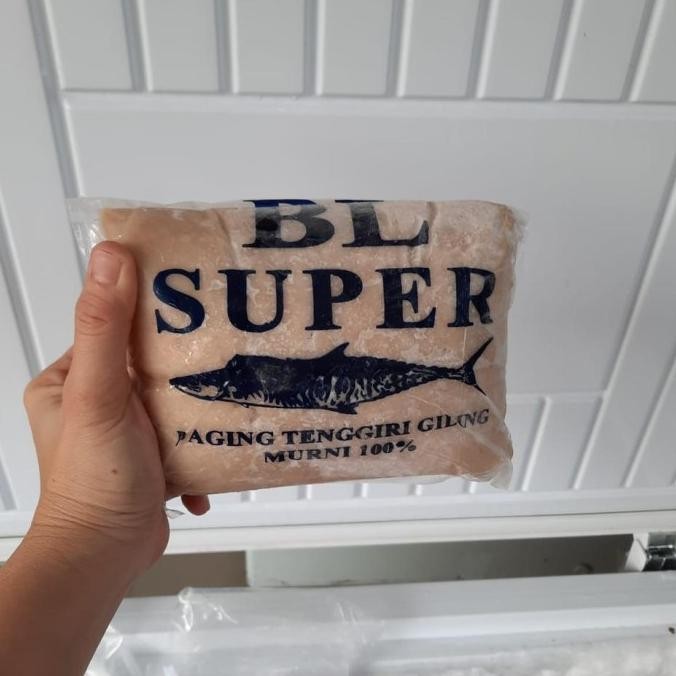 BL
SUPER
DAGING TENGGIRI GILING
MURNI 100%